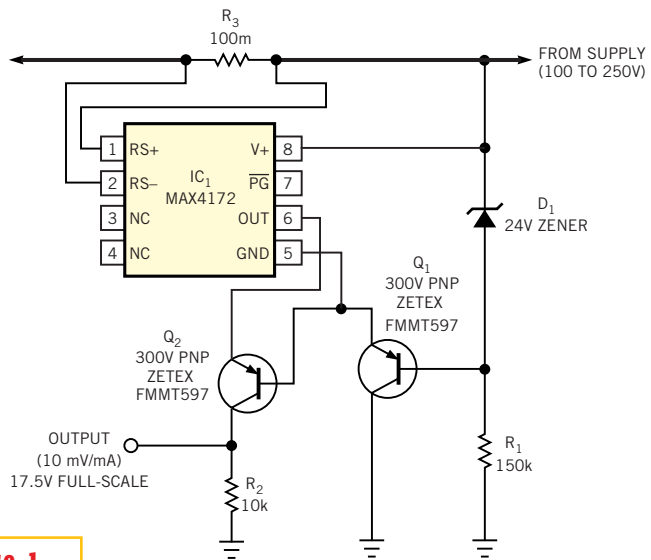 R3
100m
FROM SUPPLY
(100 TO 250V)
1 RS+ V+ 8
2 RS– PG 7
3 NC OUT 6
4 NC GND 5
IC1
MAX4172
D1
24V ZENER
Q1
300V PNP
ZETEX
FMMT597
Q2
300V PNP
ZETEX
FMMT597
OUTPUT
(10 mV/mA)
17.5V FULL-SCALE
R2
10k
R1
150k